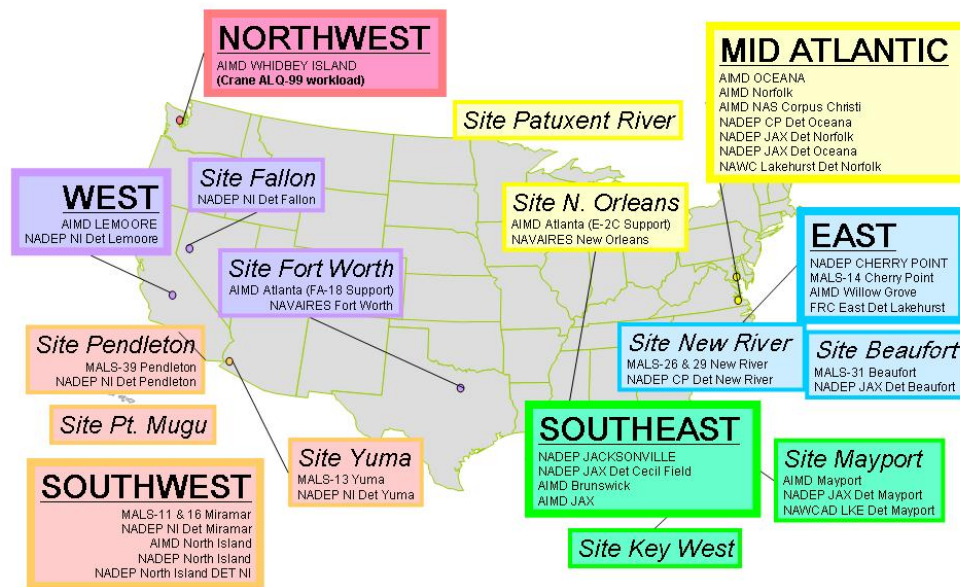 NORTHWEST
AIMD WHIDBEY ISLAND
(Crane ALQ-99 workload)
MID ATLANTIC
AIMD OCEANA
AIMD Norfolk
AIMD NAS Corpus Christi
NADEP CP Det Oceana
NADEP JAX Det Norfolk
NADEP JAX Det Oceana
NAWC Lakehurst Det Norfolk
Site Patuxent River
Site Fallon
NADEP NI Det Fallon
WEST
AIMD LEMOORE
NADEP NI Det Lemoore
Site N. Orleans
AIMD Atlanta (E-2C Support)
NAVAIRES New Orleans
EAST
NADEP CHERRY POINT
MALS-14 Cherry Point
AIMD Willow Grove
FRC East Det Lakehurst
Site Fort Worth
AIMD Atlanta (FA-18 Support)
NAVAIRES Fort Worth
Site Pendleton
MALS-39 Pendleton
NADEP NI Det Pendleton
Site New River
MALS-26 & 29 New River
NADEP CP Det New River
Site Beaufort
MALS-31 Beaufort
NADEP JAX Det Beaufort
Site Pt. Mugu
SOUTHEAST
NADEP JACKSONVILLE
NADEP JAX Det Cecil Field
AIMD Brunswick
AIMD JAX
Site Yuma
MALS-13 Yuma
NADEP NI Det Yuma
Site Mayport
AIMD Mayport
NADEP JAX Det Mayport
NAWCAD LKE Det Mayport
SOUTHWEST
MALS-11 & 16 Miramar
NADEP NI Det Miramar
AIMD North Island
NADEP North Island
NADEP North Island DET NI
Site Key West